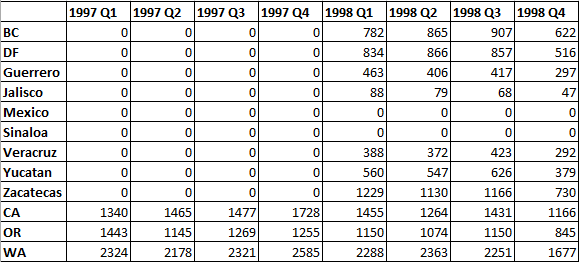 1997 Q1 1997 Q2 1997 Q3 1997 Q4 1998 Q1 1998 Q2 1998 Q3 1998 Q4
BC 0 0 0 0 782 865 907 622
DF 0 0 0 0 834 866 857 516
Guerrero 0 0 0 0 463 406 417 297
Jalisco 0 0 0 0 88 79 68 47
Mexico 0 0 0 0 0 0 0 0
Sinaloa 0 0 0 0 0 0 0 0
Veracruz 0 0 0 0 388 372 423 292
Yucatan 0 0 0 0 560 547 626 379
Zacatecas 0 0 0 0 1229 1130 1166 730
CA 1340 1465 1477 1728 1455 1264 1431 1166
OR 1443 1145 1269 1255 1150 1074 1150 845
WA 2324 2178 2321 2585 2288 2363 2251 1677